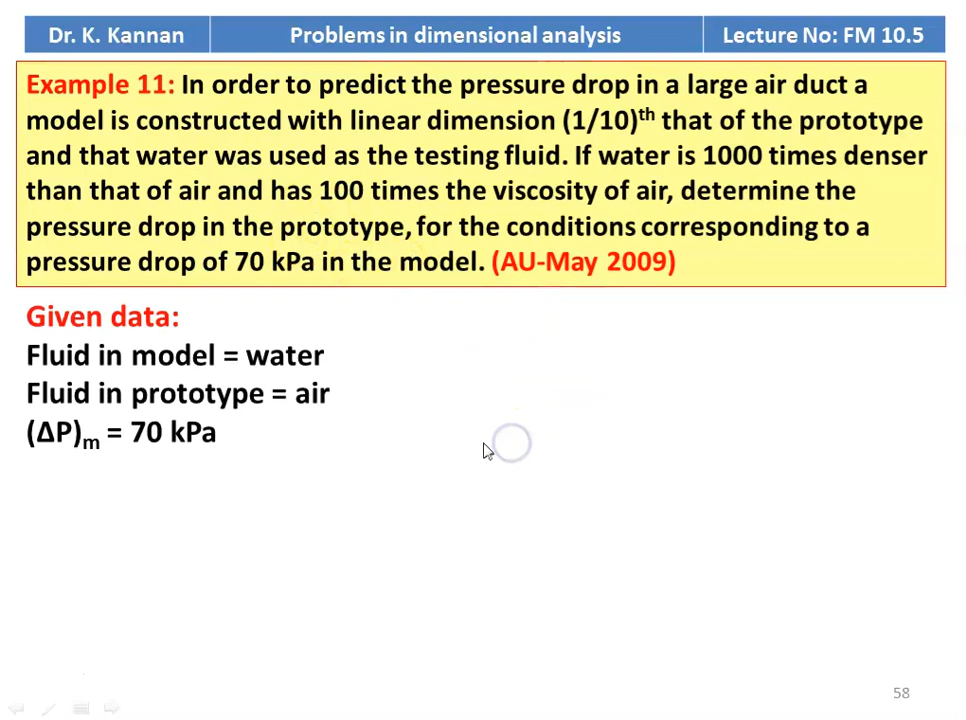 Dr. K. Kannan Problems in dimensional analysis Lecture No: FM 10.5
Example 11: In order to predict the pressure drop in a large air duct a
model is constructed with linear dimension (1/10)th that of the prototype
and that water was used as the testing fluid. If water is 1000 times denser
than that of air and has 100 times the viscosity of air, determine the
pressure drop in the prototype, for the conditions corresponding to a
pressure drop of 70 kPa in the model. (AU-May 2009)
Given data:
Fluid in model = water
Fluid in prototype = air
(ΔP)m = 70 kPa
58